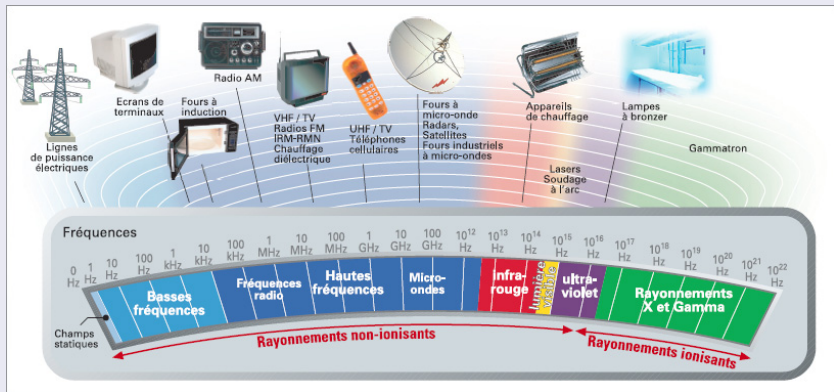 Radio AM
Ecrans de
terminaux
Fours à
induction
VHF / TV
Radios FM
IRM-RMN
Chauffage
diélectrique
UHF / TV
Téléphones
cellulaires
Fours à
micro-onde
Radars,
Satellites
Fours industriels
à micro-ondes
Appareils
de chauffage
Lampes
à bronzer
Lignes
de puissance
électriques
Gammatron
Lasers
Soudage
à l'arc
Fréquences
0 Hz
1 Hz
10 Hz
100 Hz
1 kHz
10 kHz
100 kHz
1 MHz
10 MHz
100 MHz
1 GHz
10 GHz
100 GHz
10¹² Hz
10¹³ Hz
10¹⁴ Hz
10¹⁵ Hz
10¹⁶ Hz
10¹⁷ Hz
10¹⁸ Hz
10¹⁹ Hz
10²⁰ Hz
10²¹ Hz
10²² Hz
Champs
statiques
Basses
fréquences
Fréquences
radio
Hautes
fréquences
Micro-
ondes
infra-
rouge
lumière
visible
ultra-
violet
Rayonnements
X et Gamma
Rayonnements non-ionisants
Rayonnements ionisants